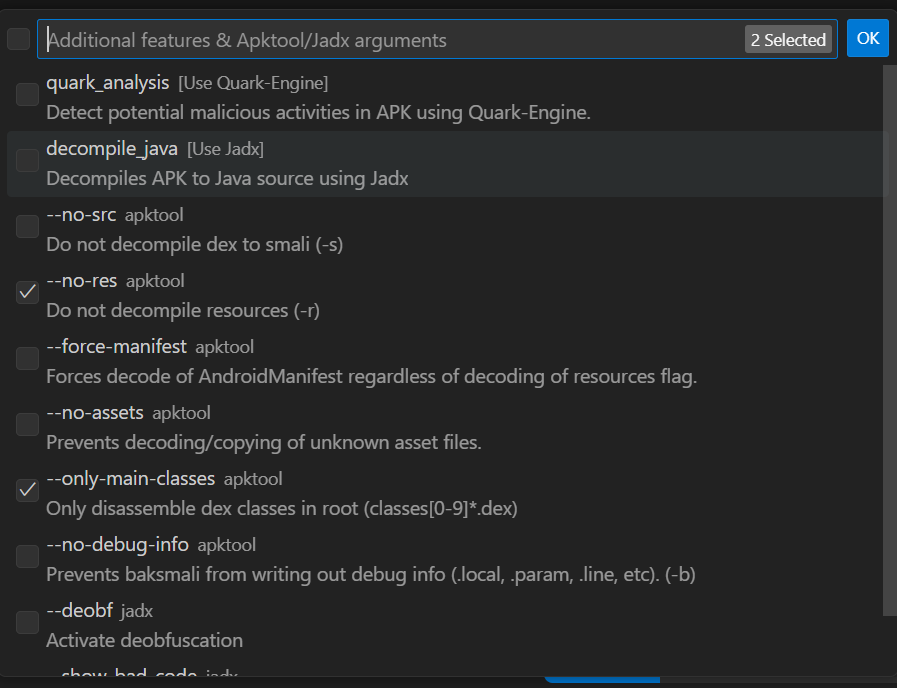 Additional features & Apktool/Jadx arguments
2 Selected
OK
quark_analysis [Use Quark-Engine]
Detect potential malicious activities in APK using Quark-Engine.
decompile_java [Use Jadx]
Decompiles APK to Java source using Jadx
--no-src apktool
Do not decompile dex to smali (-s)
--no-res apktool
Do not decompile resources (-r)
--force-manifest apktool
Forces decode of AndroidManifest regardless of decoding of resources flag.
--no-assets apktool
Prevents decoding/copying of unknown asset files.
--only-main-classes apktool
Only disassemble dex classes in root (classes[0-9]*.dex)
--no-debug-info apktool
Prevents baksmali from writing out debug info (.local, .param, .line, etc). (-b)
--deobf jadx
Activate deobfuscation
--show_bad_code jadx